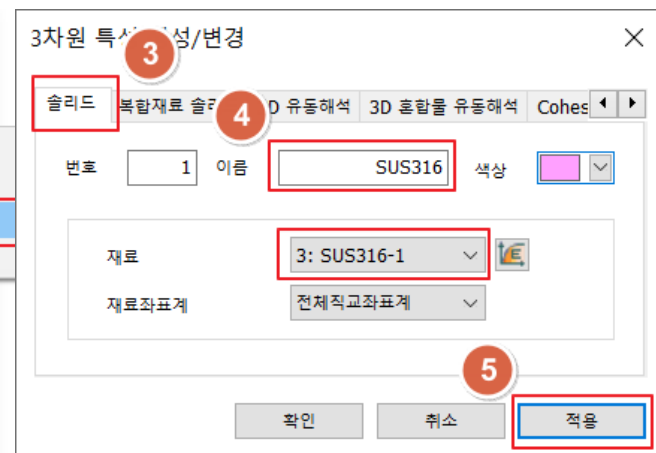 3차원 특성 생성/변경
3
솔리드 복합재료 솔리 D 유동해석 3D 혼합물 유동해석 Cohes
4
번호 1 이름 SUS316 색상
재료 3: SUS316-1
재료좌표계 전체직교좌표계
5
확인 취소 적용